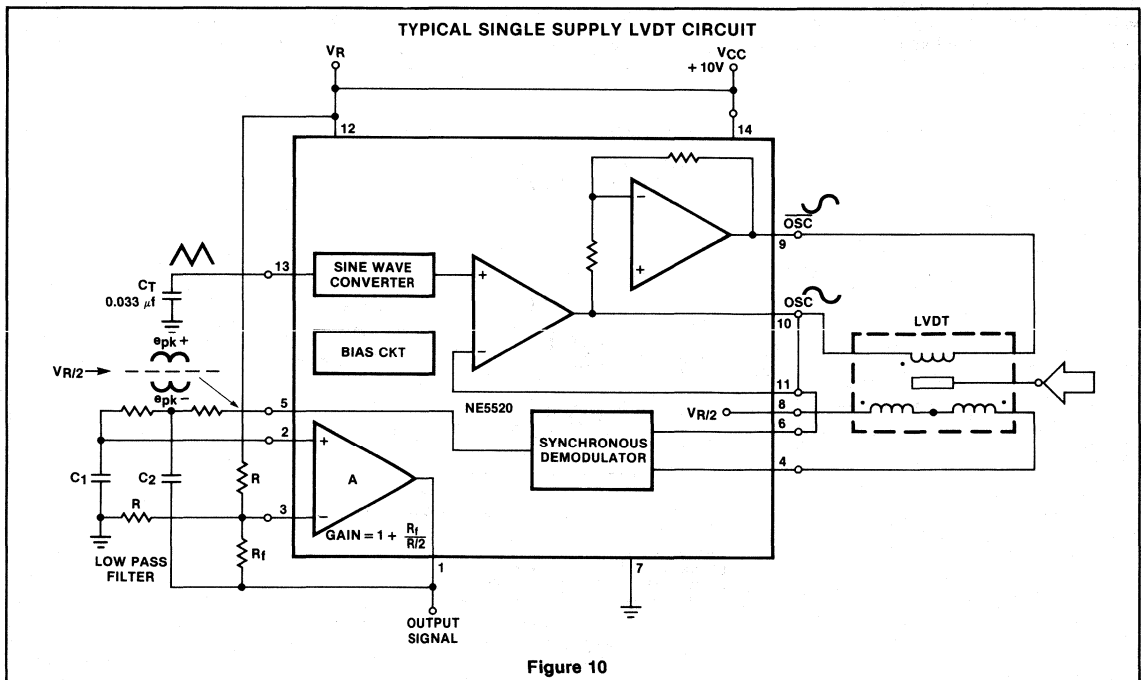 TYPICAL SINGLE SUPPLY LVDT CIRCUIT
VR
VCC
+10V
12
14
OSC
9
13
SINE WAVE
CONVERTER
+
-
-
+
CT
0.033 µf
OSC
10
LVDT
BIAS CKT
epk+
VR/2
epk-
11
5
NE5520
VR/2
8
6
2
+
SYNCHRONOUS
DEMODULATOR
4
C1
C2
R
A
R
3
-
GAIN = 1 + Rf
R/2
Rf
LOW PASS
FILTER
1
7
OUTPUT
SIGNAL
Figure 10